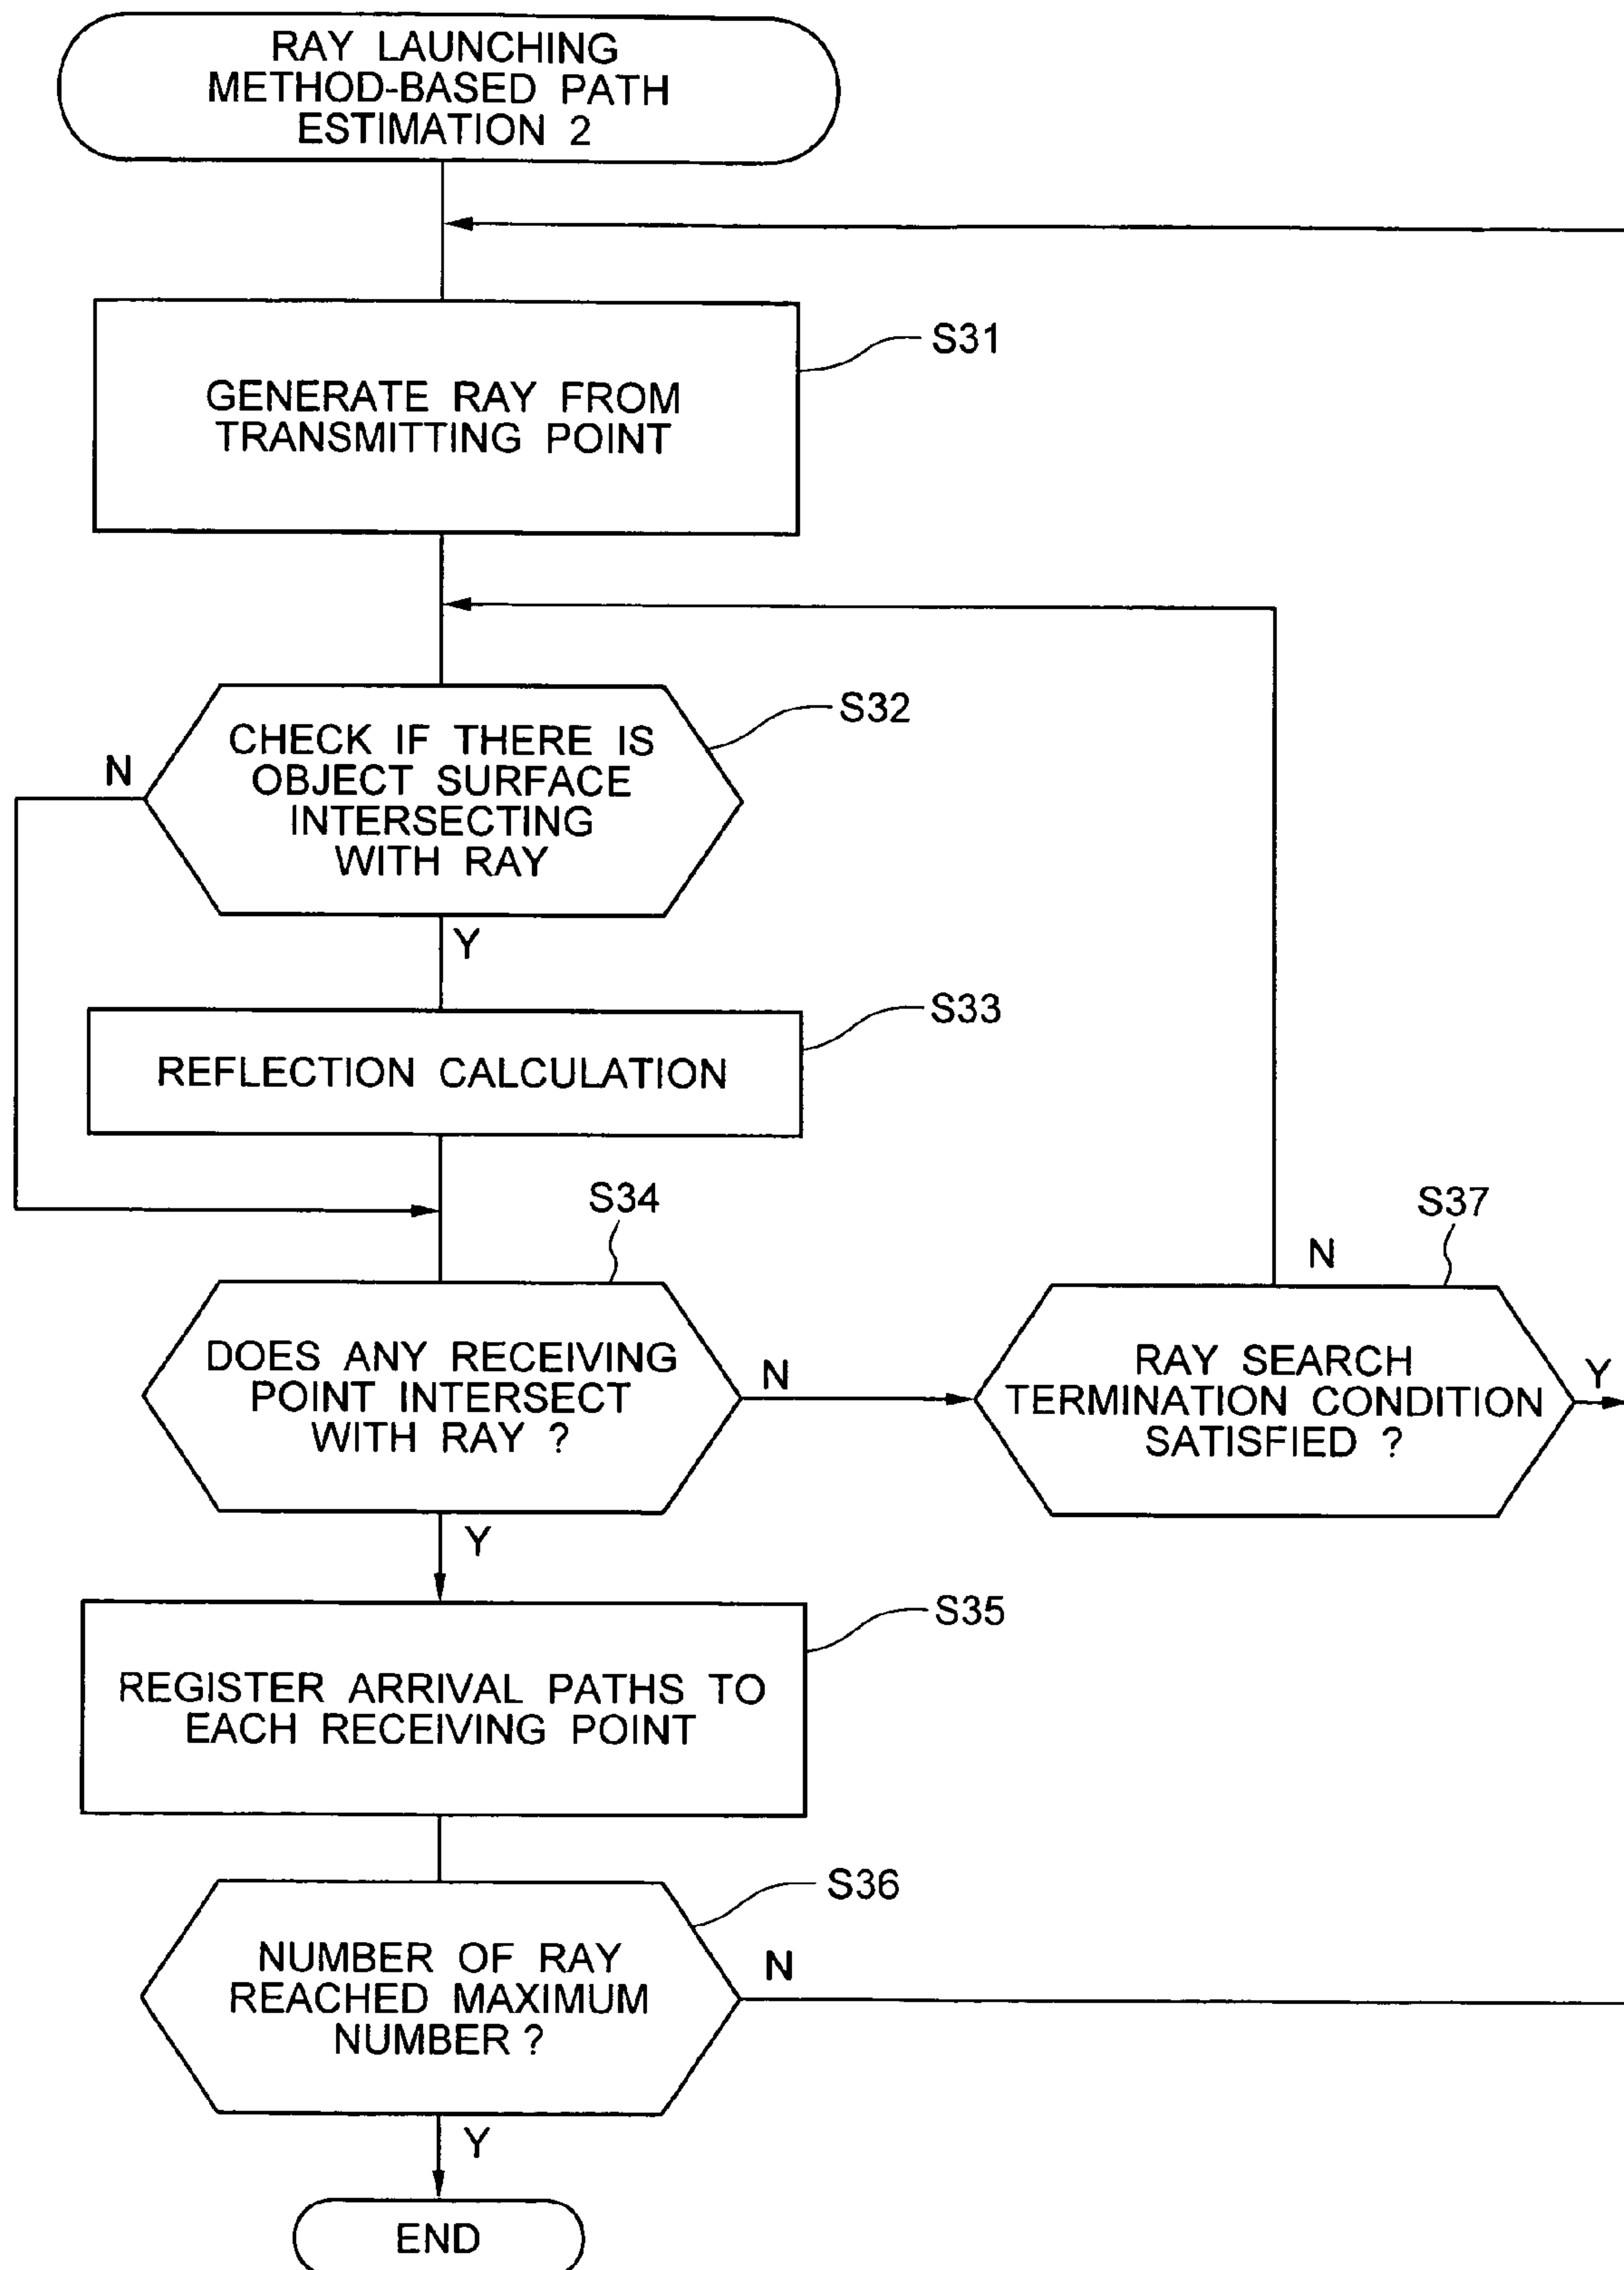 RAY LAUNCHING
METHOD-BASED PATH
ESTIMATION 2
S31
GENERATE RAY FROM
TRANSMITTING POINT
S32
CHECK IF THERE IS
OBJECT SURFACE
INTERSECTING
WITH RAY
N
Y
S33
REFLECTION CALCULATION
S34
DOES ANY RECEIVING
POINT INTERSECT
WITH RAY ?
N
Y
S37
N
RAY SEARCH
TERMINATION CONDITION
SATISFIED ?
Y
S35
REGISTER ARRIVAL PATHS TO
EACH RECEIVING POINT
S36
NUMBER OF RAY
REACHED MAXIMUM
NUMBER ?
N
Y
END